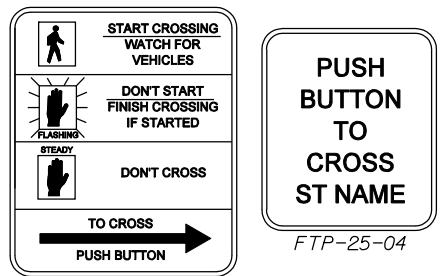 START CROSSING
WATCH FOR
VEHICLES
DON'T START
FINISH CROSSING
IF STARTED
FLASHING
STEADY
DON'T CROSS
TO CROSS
PUSH BUTTON
PUSH
BUTTON
TO
CROSS
ST NAME
FTP-25-04